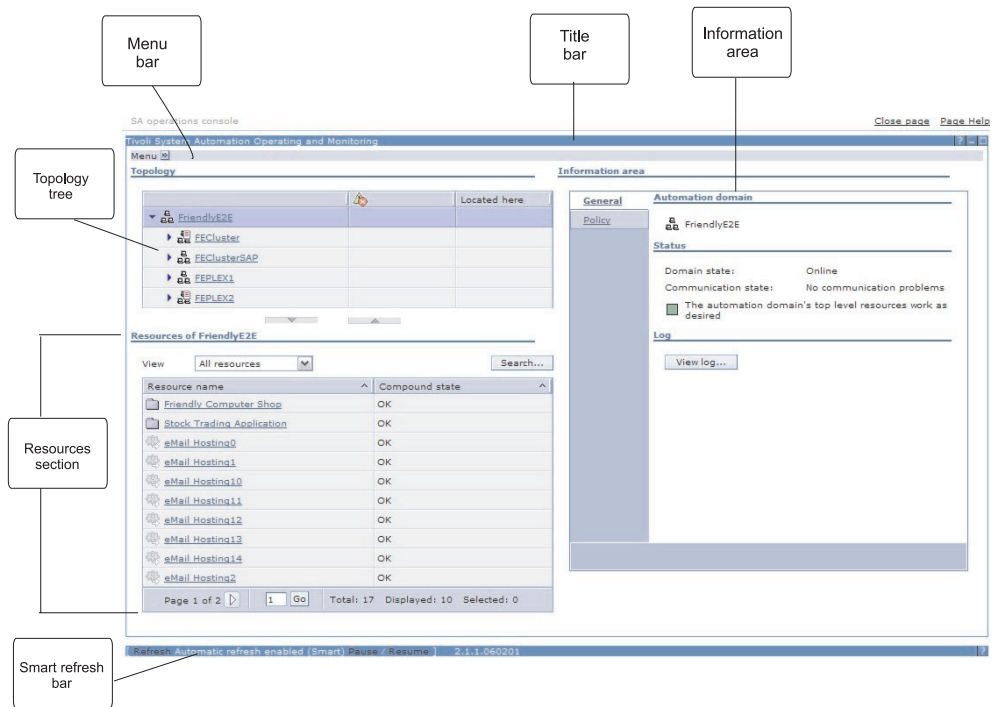 Menu
bar
Title
bar
Information
area
SA operations console
Close page Page Help
Tivoli System Automation Operating and Monitoring
? - □
Menu
Topology
Information area
Topology
tree
Located here
FriendlyE2E
FECluster
FEClusterSAP
FEPLEX1
FEPLEX2
General
Policy
Automation domain
FriendlyE2E
Status
Domain state: Online
Communication state: No communication problems
The automation domain's top level resources work as
desired
Log
View log...
Resources of FriendlyE2E
View All resources Search...
Resource name ^ Compound state ^
Friendly Computer Shop OK
Stock Trading Application OK
eMail Hosting0 OK
eMail Hosting1 OK
eMail Hosting10 OK
eMail Hosting11 OK
eMail Hosting12 OK
eMail Hosting13 OK
eMail Hosting14 OK
eMail Hosting2 OK
Page 1 of 2 1 Go Total: 17 Displayed: 10 Selected: 0
Resources
section
[ Refresh Automatic refresh enabled (Smart) Pause / Resume ] 2.1.1.060201 ?
Smart refresh
bar